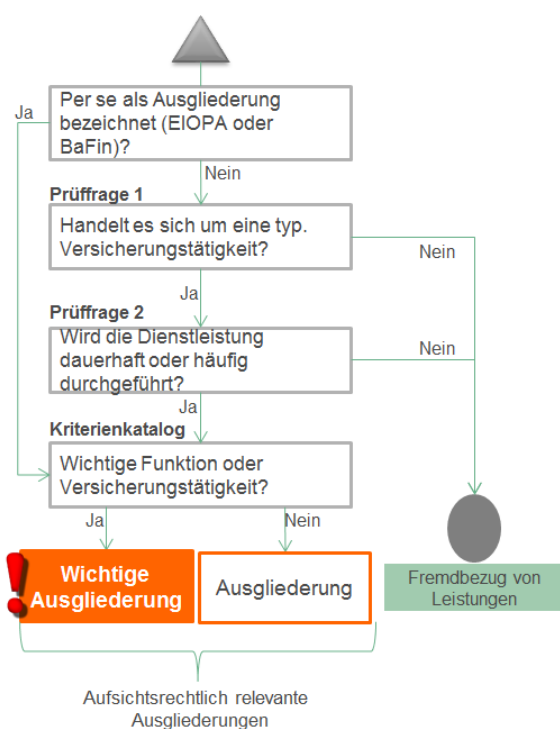 Per se als Ausgliederung
bezeichnet (EIOPA oder
BaFin)?
Ja
Nein
Prüffrage 1
Handelt es sich um eine typ.
Versicherungstätigkeit?
Nein
Ja
Prüffrage 2
Wird die Dienstleistung
dauerhaft oder häufig
durchgeführt?
Nein
Ja
Kriterienkatalog
Wichtige Funktion oder
Versicherungstätigkeit?
Ja
Nein
Wichtige
Ausgliederung
Ausgliederung
Fremdbezug von
Leistungen
Aufsichtsrechtlich relevante
Ausgliederungen